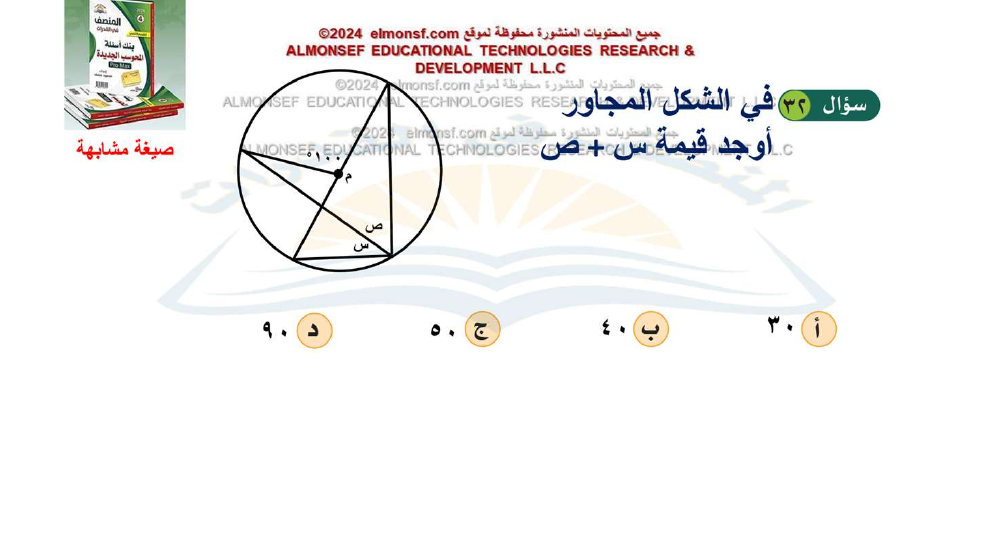 جميع المحتويات المنشورة محفوظة لموقع elmonsf.com ©2024
ALMONSEF EDUCATIONAL TECHNOLOGIES RESEARCH &
DEVELOPMENT L.L.C
جميع المحتويات المنشورة محفوظة لموقع elmonsf.com ©2024
ALMONSEF EDUCATIONAL TECHNOLOGIES RESEARCH & DEVELOPMENT L.L.C
جميع المحتويات المنشورة محفوظة لموقع elmonsf.com ©2024
ALMONSEF EDUCATIONAL TECHNOLOGIES RESEARCH & DEVELOPMENT L.L.C
المنصف
بنك أسئلة
المحوسب الجديدة
صيغة مشابهة
سؤال ٣٢ في الشكل المجاور
أوجد قيمة س + ص
١٠٠°
م
ص
س
أ ٣٠
ب ٤٠
ج ٥٠
د ٩٠